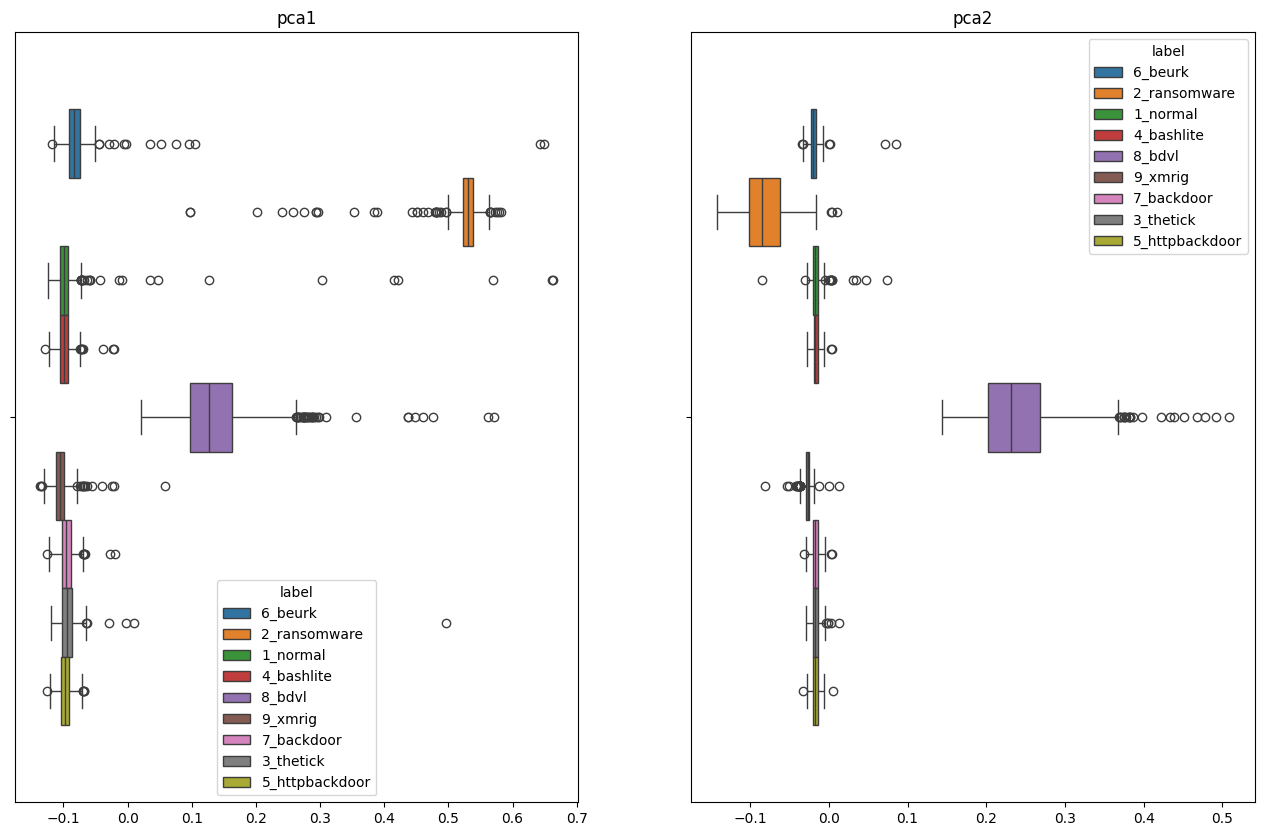 pca1
label
6_beurk
2_ransomware
1_normal
4_bashlite
8_bdvl
9_xmrig
7_backdoor
3_thetick
5_httpbackdoor
−0.1 0.0 0.1 0.2 0.3 0.4 0.5 0.6 0.7
pca2
label
6_beurk
2_ransomware
1_normal
4_bashlite
8_bdvl
9_xmrig
7_backdoor
3_thetick
5_httpbackdoor
−0.1 0.0 0.1 0.2 0.3 0.4 0.5